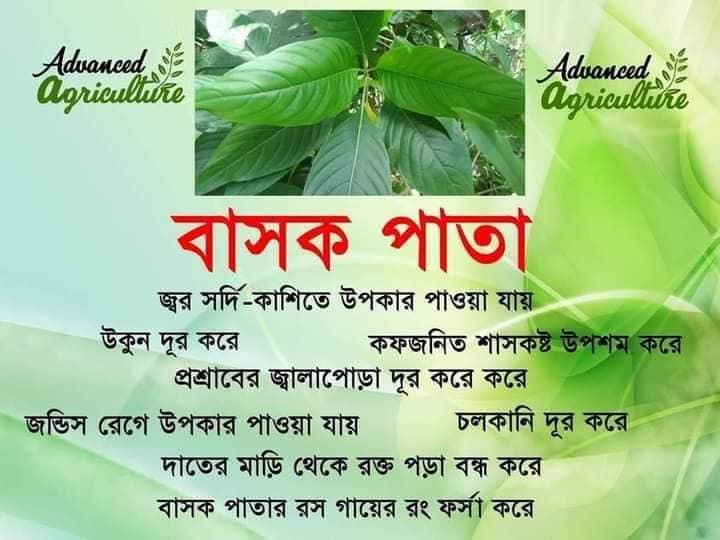 Advanced
Agriculture
Advanced
Agriculture
বাসক পাতা
জ্বর সর্দি-কাশিতে উপকার পাওয়া যায়
উকুন দূর করে
কফজনিত শাসকষ্ট উপশম করে
প্রশ্রাবের জ্বালাপোড়া দূর করে করে
জন্ডিস রেগে উপকার পাওয়া যায়
চলকানি দূর করে
দাতের মাড়ি থেকে রক্ত পড়া বন্ধ করে
বাসক পাতার রস গায়ের রং ফর্সা করে